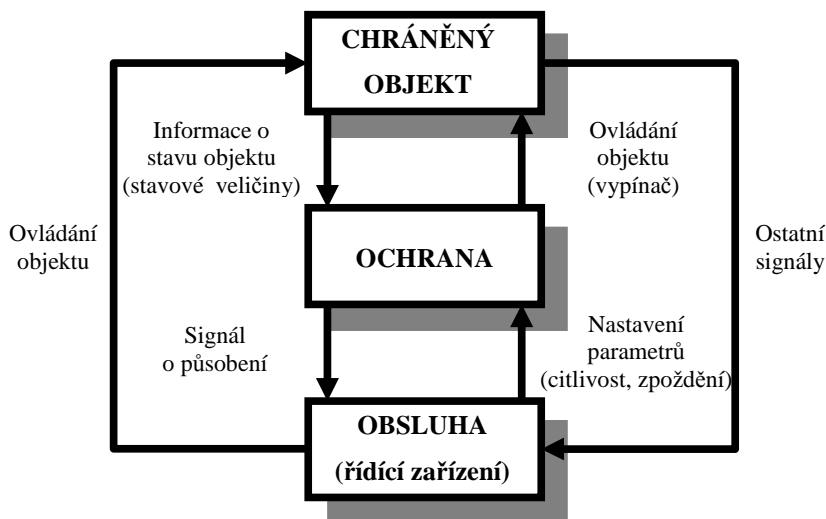 CHRÁNĚNÝ
OBJEKT
Informace o
stavu objektu
(stavové veličiny)
Ovládání
objektu
(vypínač)
Ovládání
objektu
OCHRANA
Ostatní
signály
Signál
o působení
Nastavení
parametrů
(citlivost, zpoždění)
OBSLUHA
(řídící zařízení)